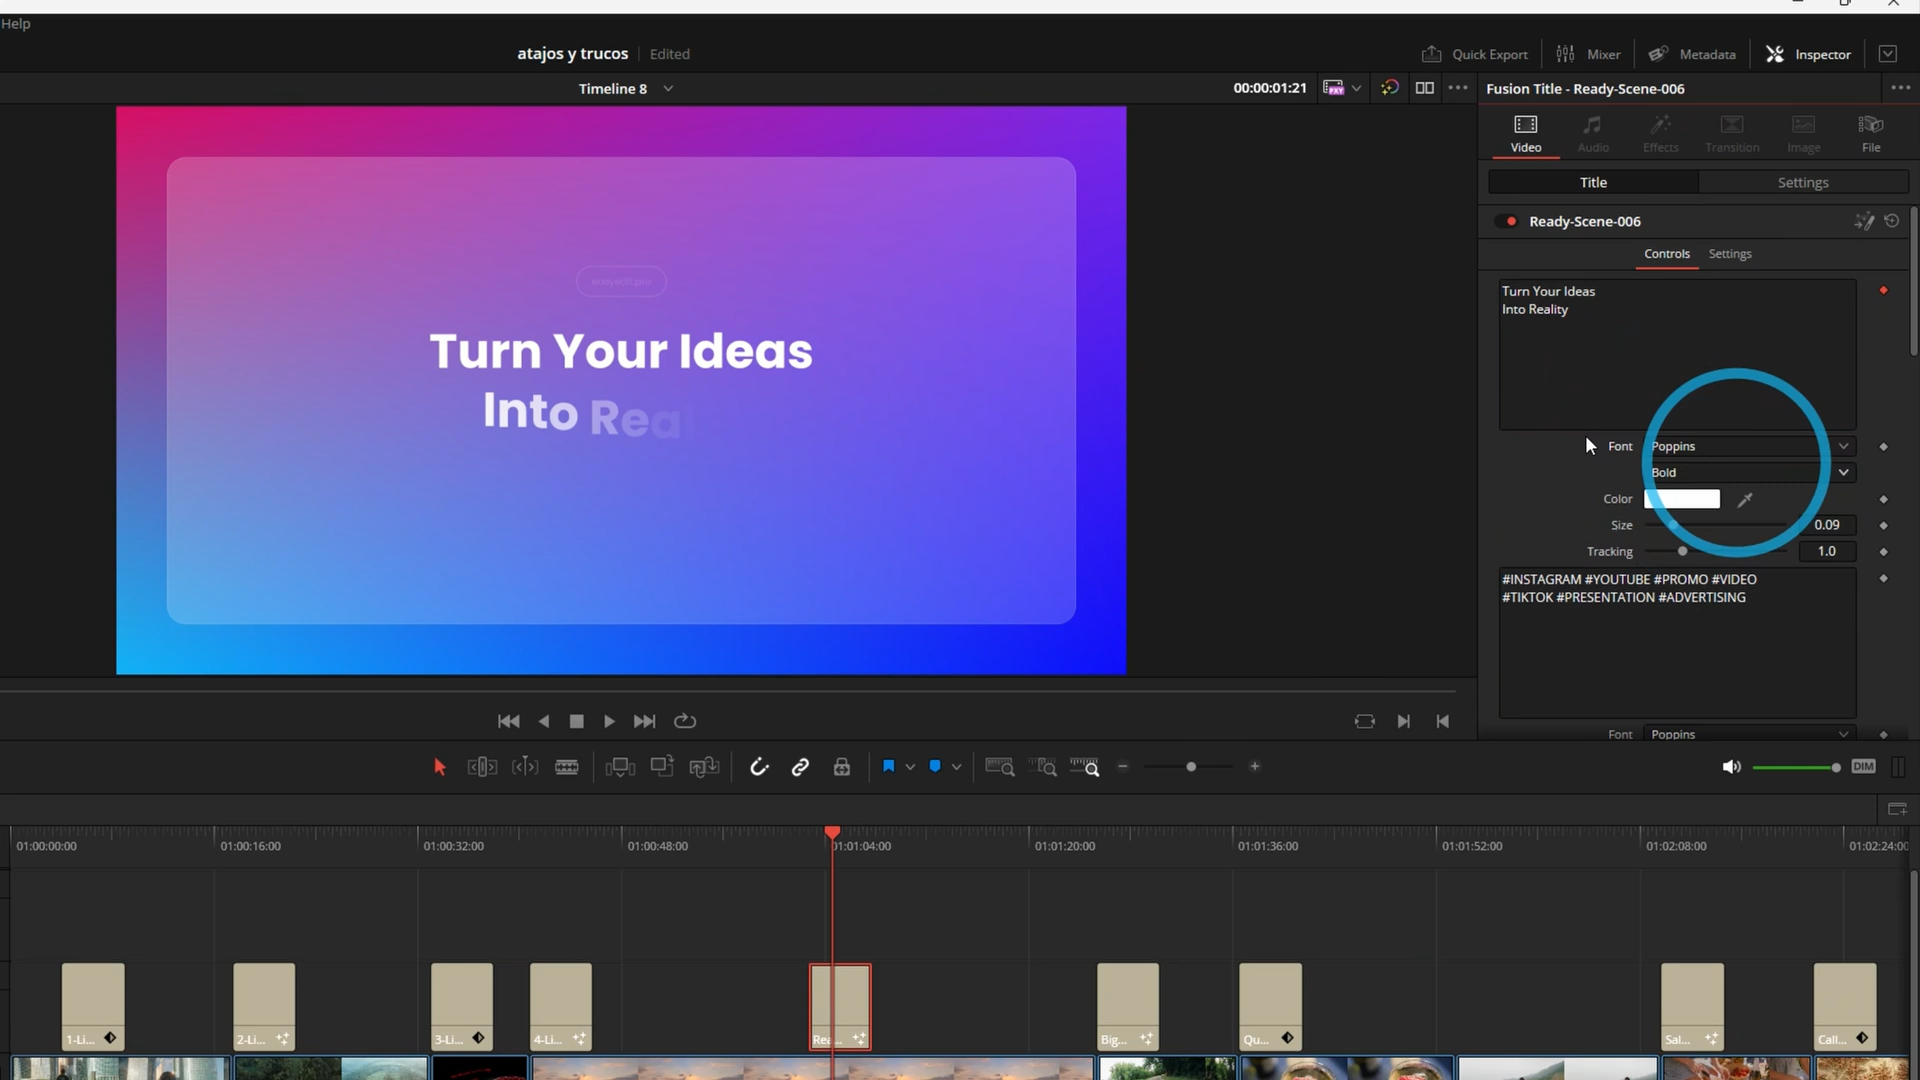 Help
atajos y trucos Edited
Quick Export Mixer Metadata Inspector
Timeline 8
00:00:01:21
PXY
Fusion Title - Ready-Scene-006
Video Audio Effects Transition Image File
Title Settings
Ready-Scene-006
Controls Settings
Turn Your Ideas
Into Reality
Turn Your Ideas
Into Real
Font Poppins
Bold
Color
Size 0.09
Tracking 1.0
#INSTAGRAM #YOUTUBE #PROMO #VIDEO
#TIKTOK #PRESENTATION #ADVERTISING
Font Poppins
DIM
01:00:00:00 01:00:16:00 01:00:32:00 01:00:48:00 01:01:04:00 01:01:20:00 01:01:36:00 01:01:52:00 01:02:08:00 01:02:24:00
1-Li... 2-Li... 3-Li... 4-Li... Rea... Big... Qu... Sal... Call...